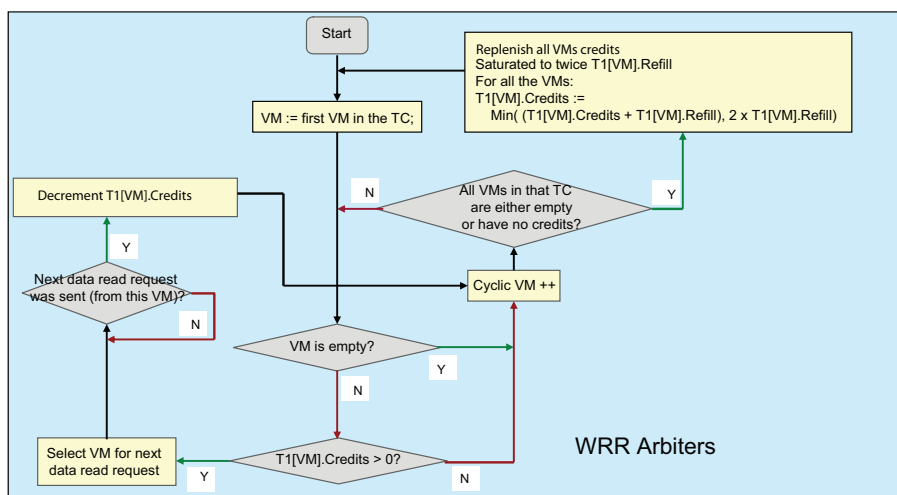 Start
Replenish all VMs credits
Saturated to twice T1[VM].Refill
For all the VMs:
T1[VM].Credits :=
Min( (T1[VM].Credits + T1[VM].Refill), 2 x T1[VM].Refill)
VM := first VM in the TC;
N
All VMs in that TC
are either empty
or have no credits?
Y
Decrement T1[VM].Credits
Y
Next data read request
was sent (from this VM)?
N
Cyclic VM ++
VM is empty?
Y
N
Select VM for next
data read request
Y
T1[VM].Credits > 0?
N
WRR Arbiters